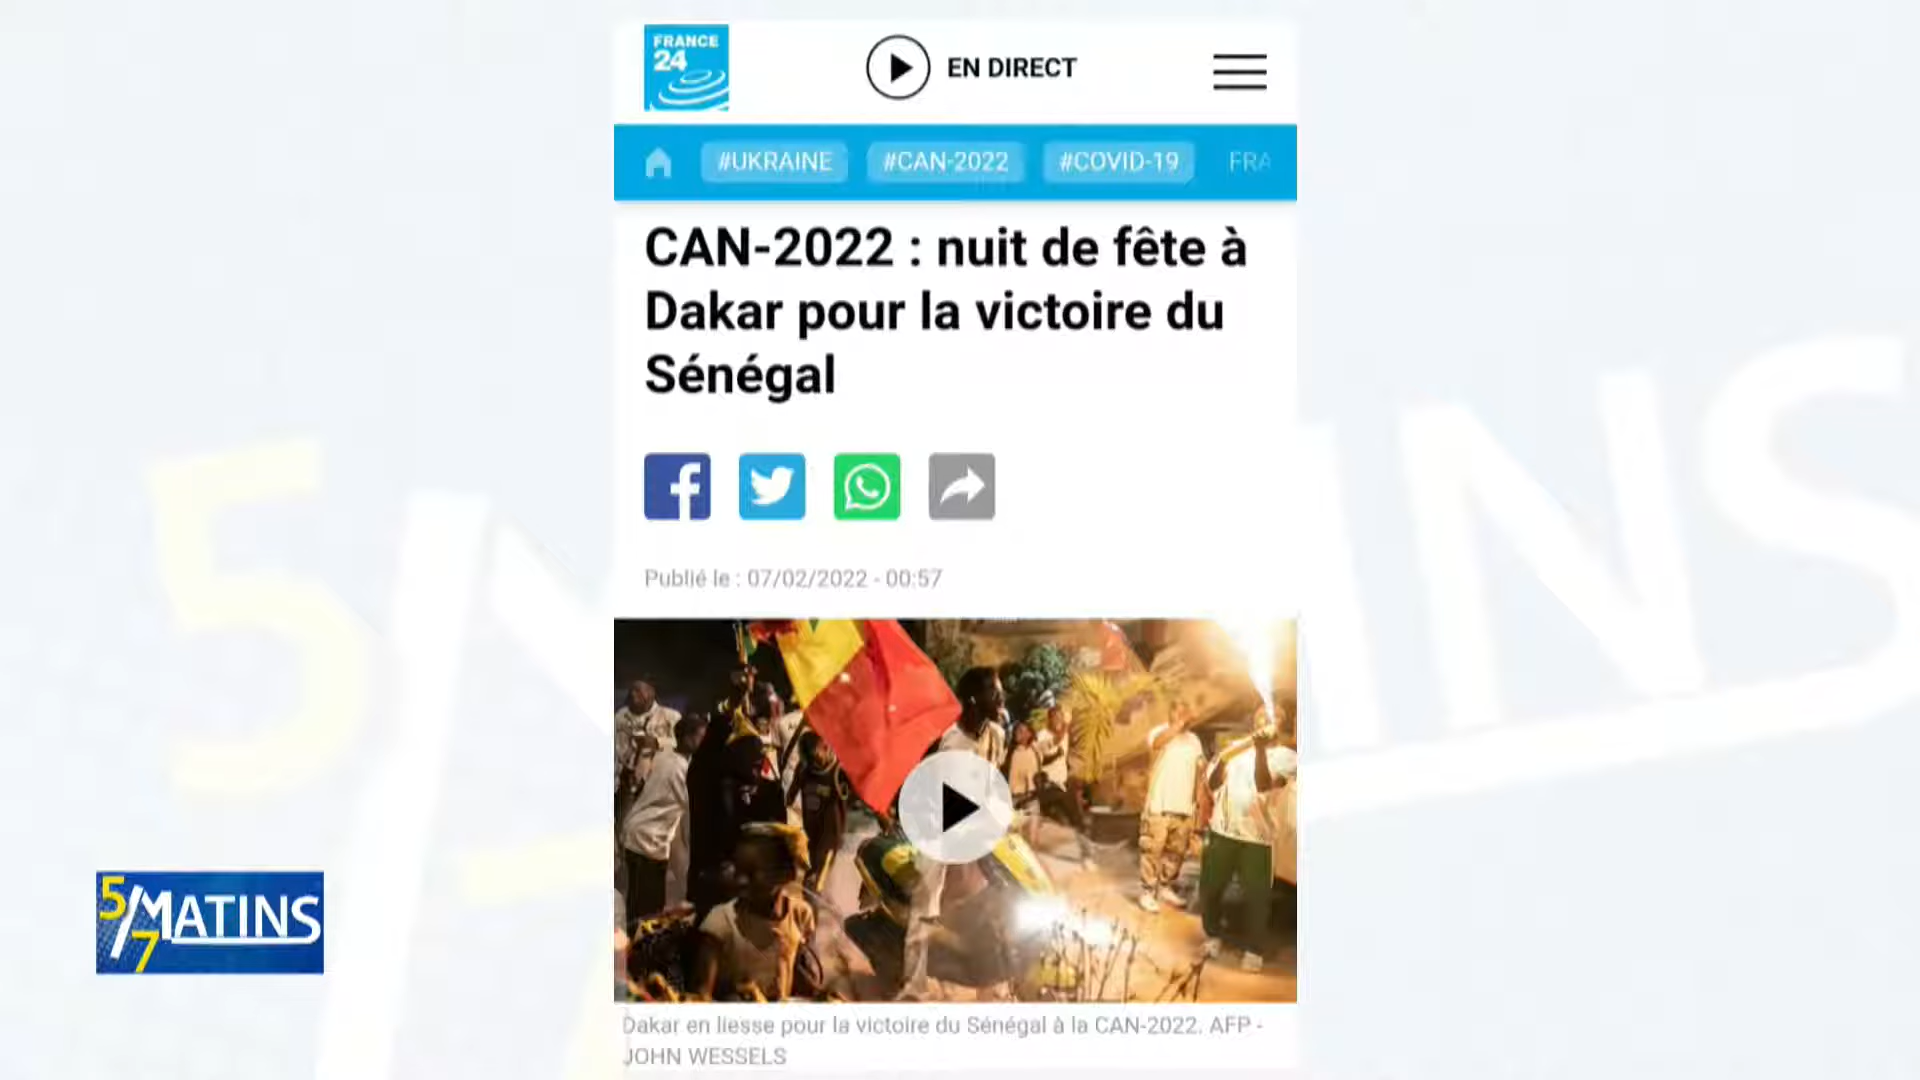 FRANCE
24
EN DIRECT
#UKRAINE #CAN-2022 #COVID-19 FRA
CAN-2022 : nuit de fête à
Dakar pour la victoire du
Sénégal
Publié le : 07/02/2022 - 00:57
5/7 MATINS
Dakar en liesse pour la victoire du Sénégal à la CAN-2022. AFP -
JOHN WESSELS